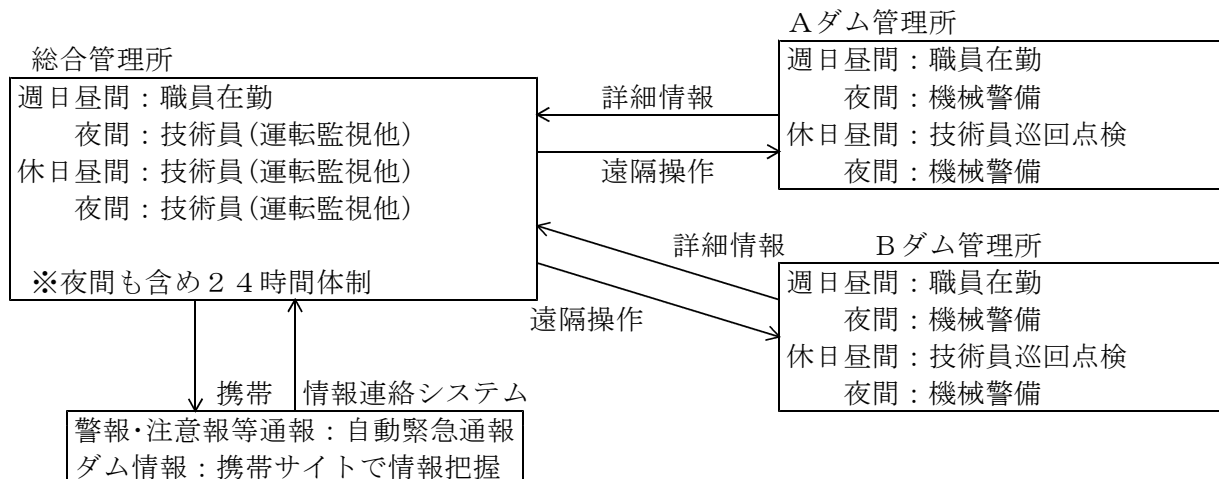 総合管理所
週日昼間：職員在勤
夜間：技術員(運転監視他)
休日昼間：技術員(運転監視他)
夜間：技術員(運転監視他)
※夜間も含め２４時間体制
詳細情報
遠隔操作
Ａダム管理所
週日昼間：職員在勤
夜間：機械警備
休日昼間：技術員巡回点検
夜間：機械警備
詳細情報
遠隔操作
Ｂダム管理所
週日昼間：職員在勤
夜間：機械警備
休日昼間：技術員巡回点検
夜間：機械警備
携帯　情報連絡システム
警報･注意報等通報：自動緊急通報
ダム情報：携帯サイトで情報把握